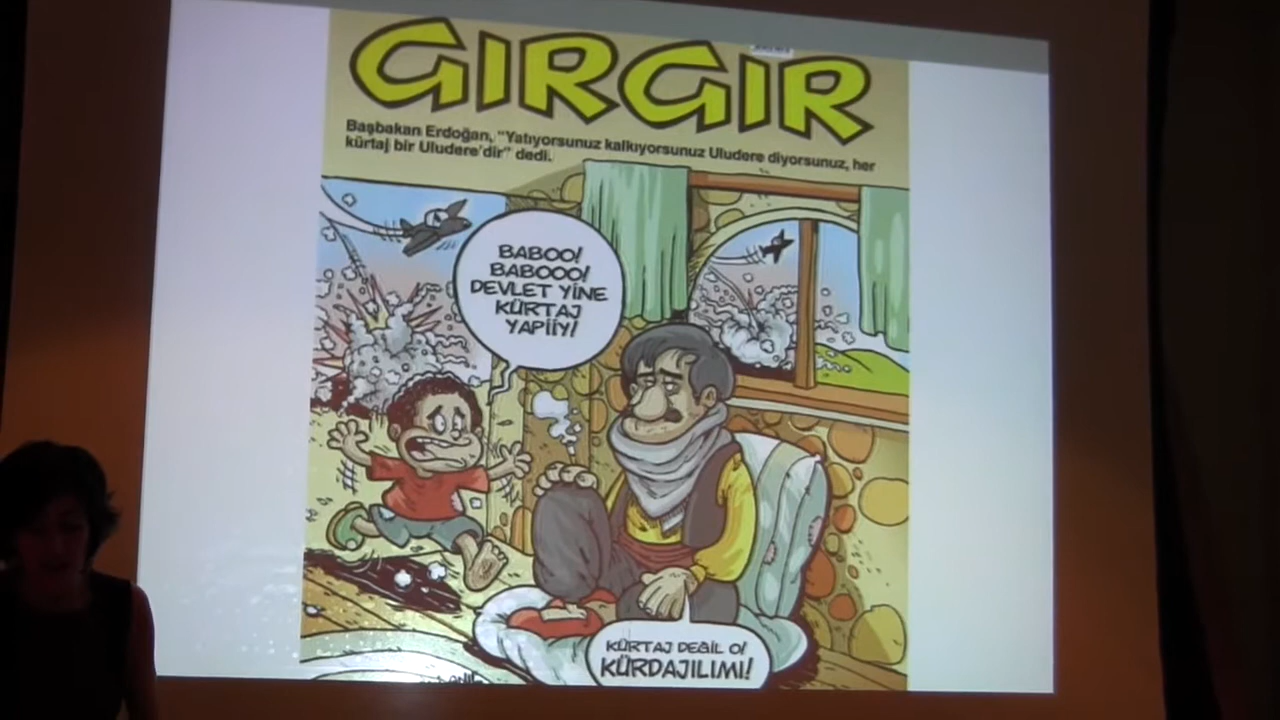 GIRGIR
Başbakan Erdoğan, "Yatıyorsunuz kalkıyorsunuz Uludere diyorsunuz, her
kürtaj bir Uludere'dir" dedi.
BABOO!
BABOOO!
DEVLET YİNE
KÜRTAJ
YAPİİY!
KÜRTAJ DEĞİL O!
KÜRDAJILIMI!